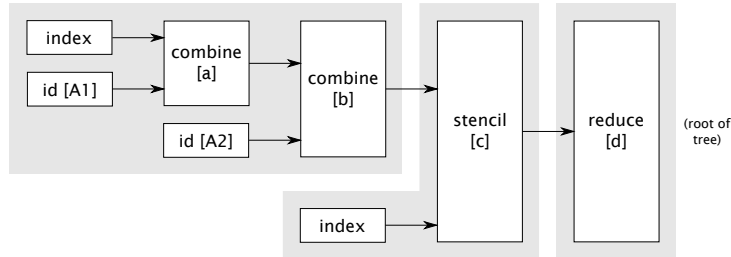 index
id [A1]
combine
[a]
id [A2]
combine
[b]
index
stencil
[c]
reduce
[d]
(root of
tree)